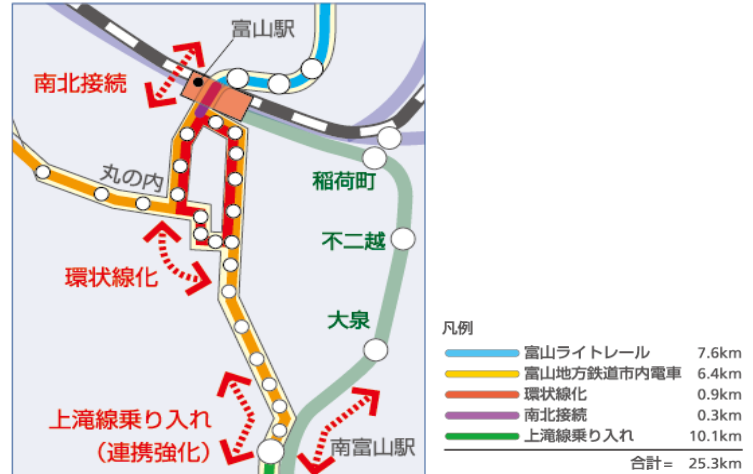 富山駅
南北接続
丸の内
稲荷町
不二越
環状線化
大泉
上滝線乗り入れ
（連携強化）
南富山駅
凡例
富山ライトレール 7.6km
富山地方鉄道市内電車 6.4km
環状線化 0.9km
南北接続 0.3km
上滝線乗り入れ 10.1km
合計= 25.3km